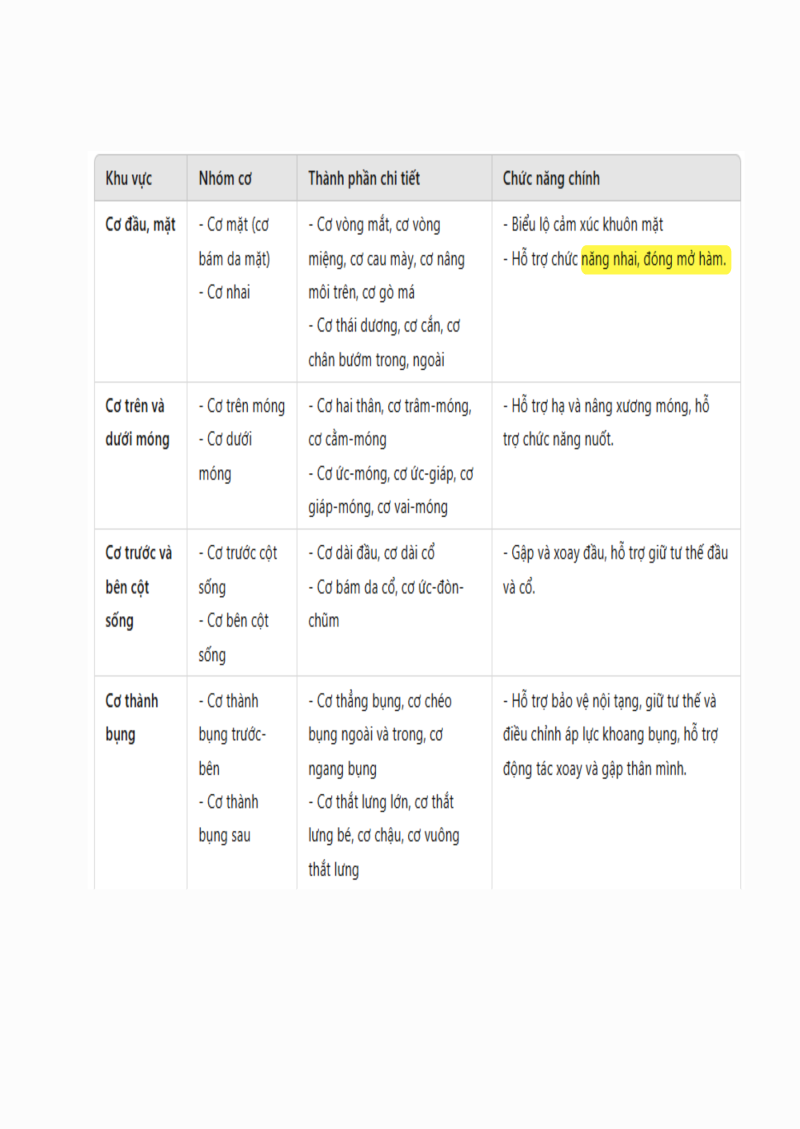 Khu vực
Nhóm cơ
Thành phần chi tiết
Chức năng chính
Cơ đầu, mặt
- Cơ mặt (cơ
bám da mặt)
- Cơ nhai
- Cơ vòng mắt, cơ vòng
miệng, cơ cau mày, cơ nâng
môi trên, cơ gò má
- Cơ thái dương, cơ cắn, cơ
chân bướm trong, ngoài
- Biểu lộ cảm xúc khuôn mặt
- Hỗ trợ chức năng nhai, đóng mở hàm.
Cơ trên và
dưới móng
- Cơ trên móng
- Cơ dưới
móng
- Cơ hai thân, cơ trâm-móng,
cơ cằm-móng
- Cơ ức-móng, cơ ức-giáp, cơ
giáp-móng, cơ vai-móng
- Hỗ trợ hạ và nâng xương móng, hỗ
trợ chức năng nuốt.
Cơ trước và
bên cột
sống
- Cơ trước cột
sống
- Cơ bên cột
sống
- Cơ dài đầu, cơ dài cổ
- Cơ bám da cổ, cơ ức-đòn-
chũm
- Gập và xoay đầu, hỗ trợ giữ tư thế đầu
và cổ.
Cơ thành
bụng
- Cơ thành
bụng trước-
bên
- Cơ thành
bụng sau
- Cơ thẳng bụng, cơ chéo
bụng ngoài và trong, cơ
ngang bụng
- Cơ thắt lưng lớn, cơ thắt
lưng bé, cơ chậu, cơ vuông
thắt lưng
- Hỗ trợ bảo vệ nội tạng, giữ tư thế và
điều chỉnh áp lực khoang bụng, hỗ trợ
động tác xoay và gập thân mình.